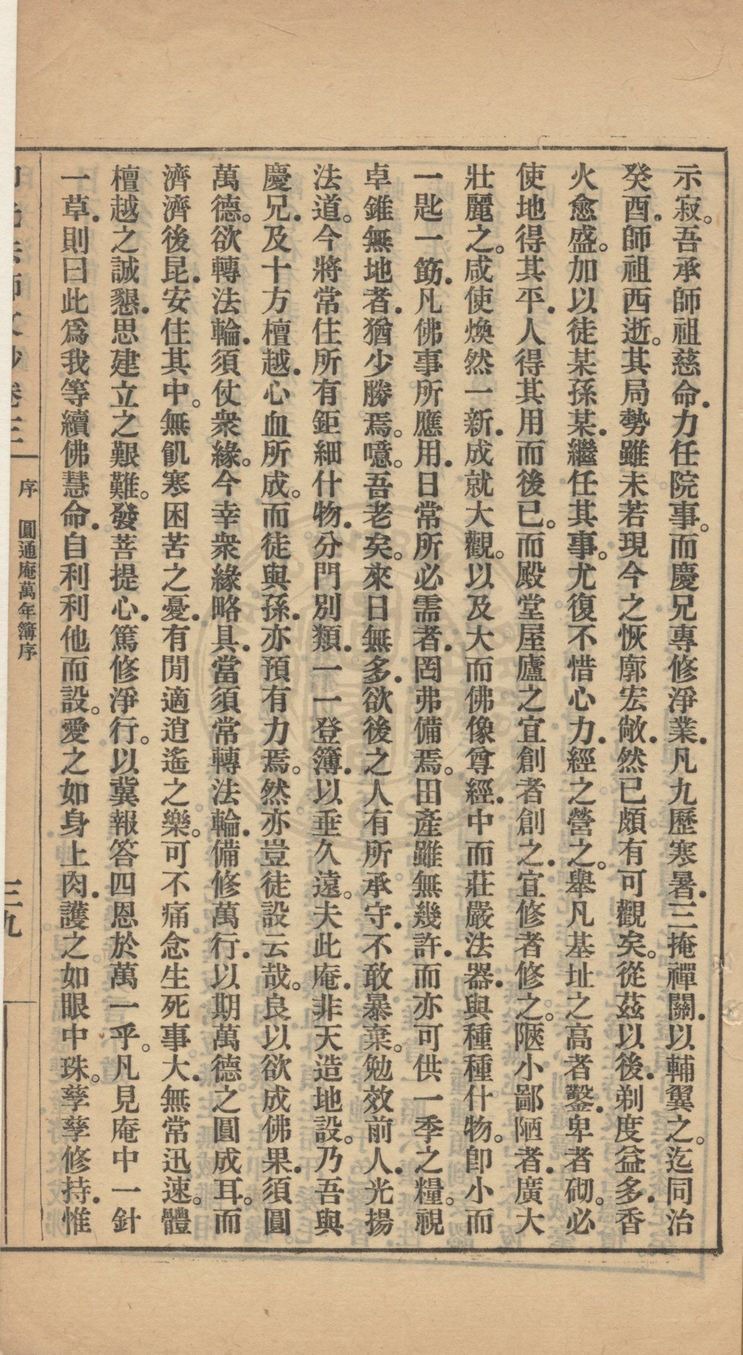 示寂。吾承師祖慈命．力任院事。而慶兄專修淨業．凡九歷寒暑．三掩禪關．以輔翼之。迄同治
癸酉．師祖西逝。其局勢雖未若現今之恢廓宏敞．然已頗有可觀矣。從茲以後．剃度益多．香
火愈盛。加以徒某孫某．繼任其事。尤復不惜心力．經之營之。舉凡基址之高者鑿．卑者砌．必
使地得其平．人得其用而後已。而殿堂屋廬之宜創者創之．宜修者修之。陿小鄙陋者．廣大
壯麗之。咸使煥然一新．成就大觀。以及大而佛像尊經．中而莊嚴法器．與種種什物。卽小而
一匙一筯．凡佛事所應用．日常所必需者．罔弗備焉。田產雖無幾許．而亦可供一季之糧。視
卓錐無地者．猶少勝焉。噫。吾老矣．來日無多．欲後之人有所承守．不敢暴棄。勉效前人．光揚
法道。今將常住所有鉅細什物．分門別類．一一登簿．以垂久遠。夫此庵．非天造地設。乃吾與
慶兄．及十方檀越．心血所成。而徒與孫．亦預有力焉。然亦豈徒設云哉。良以欲成佛果．須圓
萬德。欲轉法輪．須仗衆緣。今幸衆緣略具．當須常轉法輪．備修萬行．以期萬德之圓成耳。而
濟濟後昆．安住其中。無飢寒困苦之憂．有閒適逍遙之樂。可不痛念生死事大．無常迅速。體
檀越之誠懇．思建立之艱難。發菩提心．篤修淨行。以冀報答四恩於萬一乎。凡見庵中一針
一草．則曰此爲我等續佛慧命．自利利他而設。愛之如身上肉．護之如眼中珠。孳孳修持．惟
卷三 序 圓通庵萬年簿序 三九